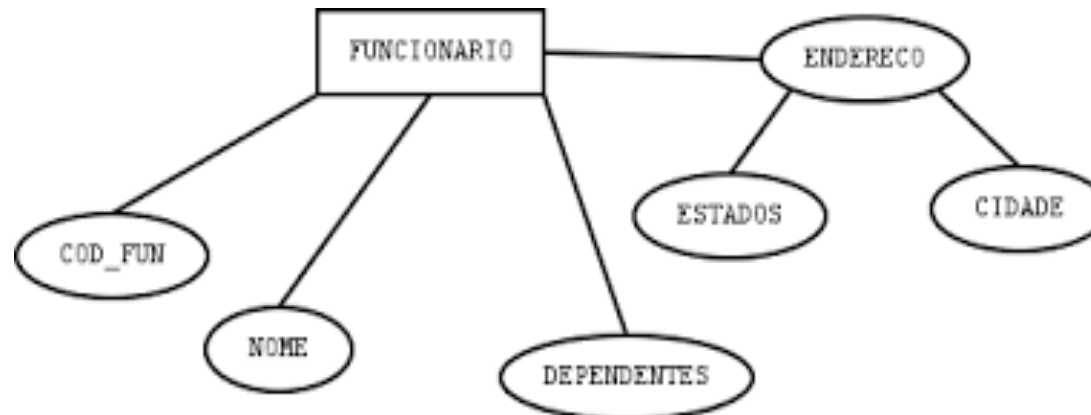 FUNCIONARIO
ENDERECO
ESTADOS
CIDADE
COD_FUN
NOME
DEPENDENTES